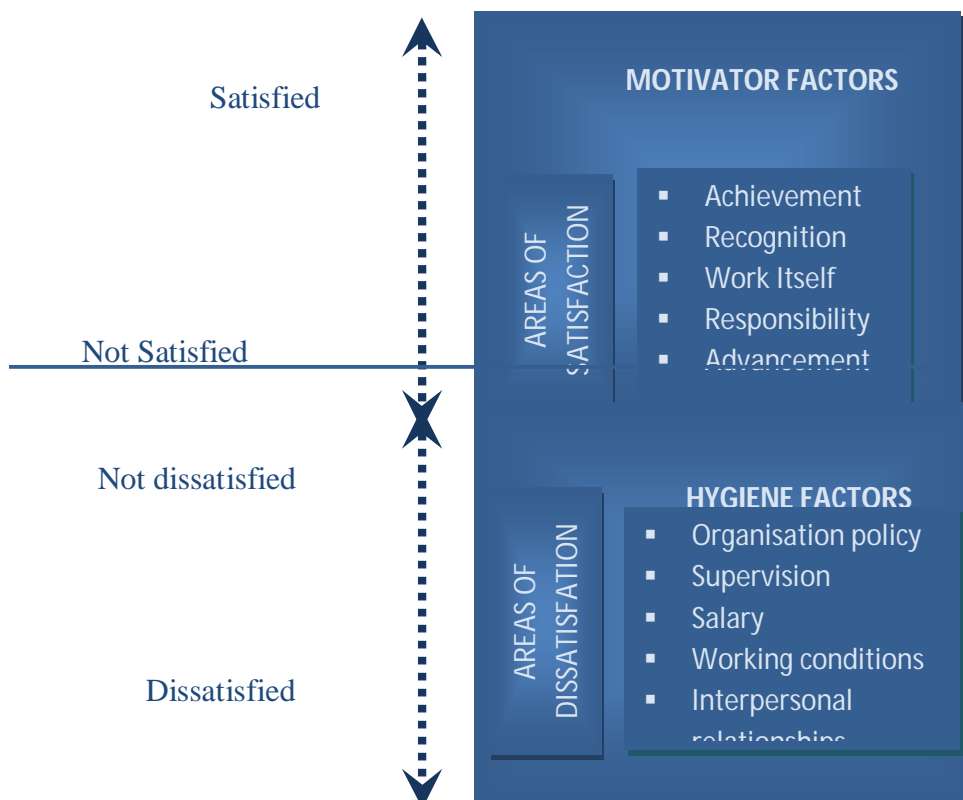 Satisfied
Not Satisfied
Not dissatisfied
Dissatisfied
MOTIVATOR FACTORS
AREAS OF
SATISFACTION
▪ Achievement
▪ Recognition
▪ Work Itself
▪ Responsibility
▪ Advancement
HYGIENE FACTORS
AREAS OF
DISSATISFATION
▪ Organisation policy
▪ Supervision
▪ Salary
▪ Working conditions
▪ Interpersonal
relationships